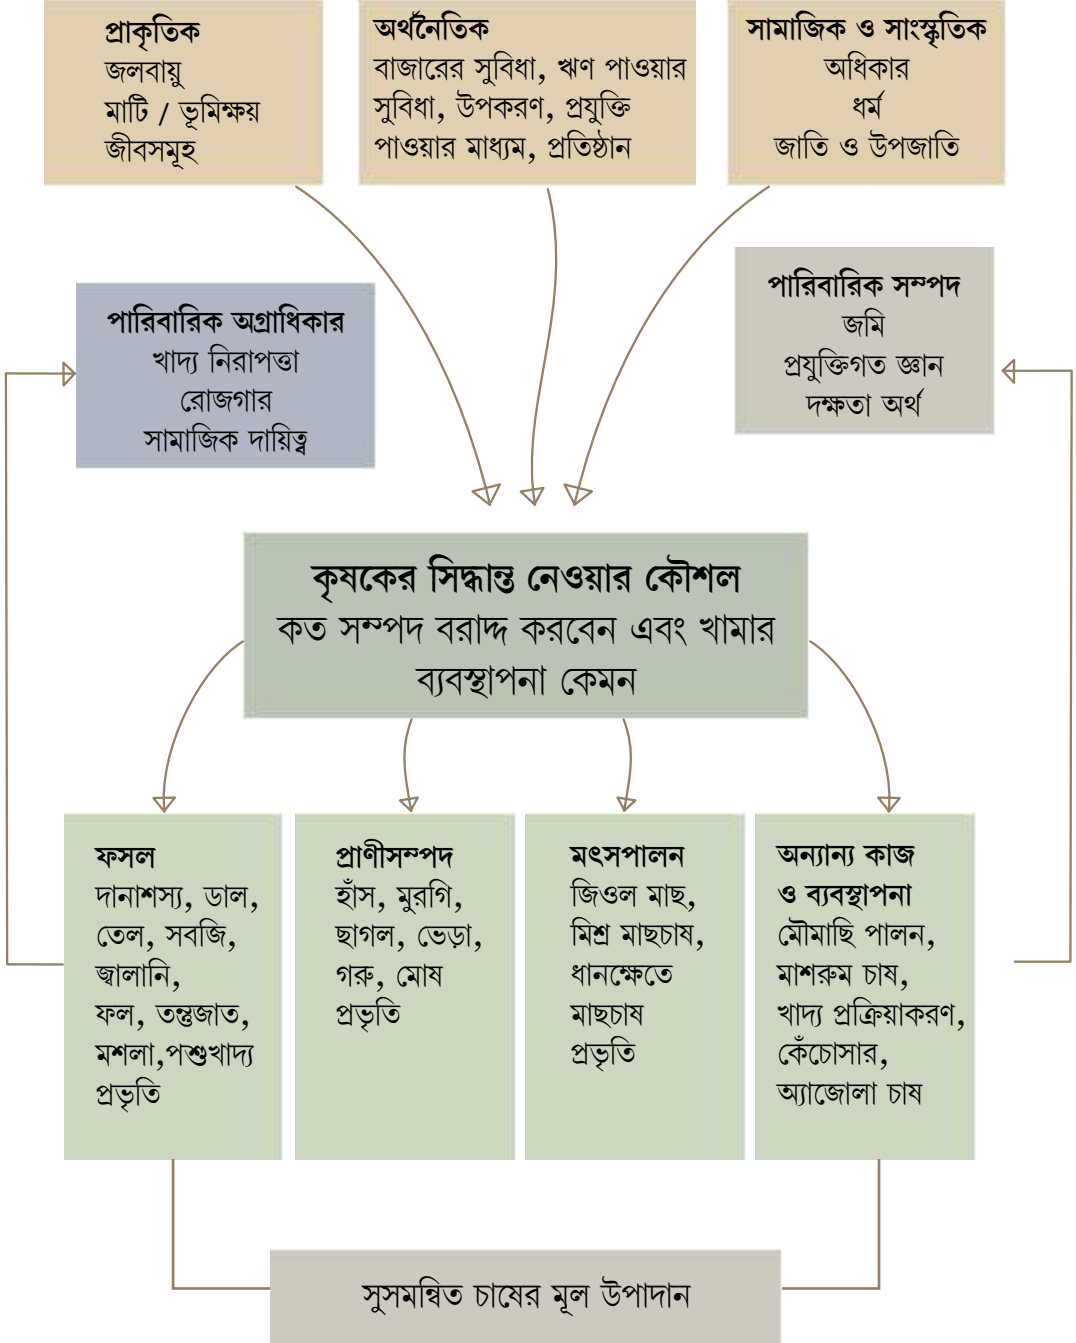 প্রাকৃতিক
জলবায়ু
মাটি / ভূমিক্ষয়
জীবসমূহ
অর্থনৈতিক
বাজারের সুবিধা, ঋণ পাওয়ার
সুবিধা, উপকরণ, প্রযুক্তি
পাওয়ার মাধ্যম, প্রতিষ্ঠান
সামাজিক ও সাংস্কৃতিক
অধিকার
ধর্ম
জাতি ও উপজাতি
পারিবারিক অগ্রাধিকার
খাদ্য নিরাপত্তা
রোজগার
সামাজিক দায়িত্ব
পারিবারিক সম্পদ
জমি
প্রযুক্তিগত জ্ঞান
দক্ষতা অর্থ
কৃষকের সিদ্ধান্ত নেওয়ার কৌশল
কত সম্পদ বরাদ্দ করবেন এবং খামার
ব্যবস্থাপনা কেমন
ফসল
দানাশস্য, ডাল,
তেল, সবজি,
জ্বালানি,
ফল, তন্তুজাত,
মশলা,পশুখাদ্য
প্রভৃতি
প্রাণীসম্পদ
হাঁস, মুরগি,
ছাগল, ভেড়া,
গরু, মোষ
প্রভৃতি
মৎসপালন
জিওল মাছ,
মিশ্র মাছচাষ,
ধানক্ষেতে
মাছচাষ
প্রভৃতি
অন্যান্য কাজ
ও ব্যবস্থাপনা
মৌমাছি পালন,
মাশরুম চাষ,
খাদ্য প্রক্রিয়াকরণ,
কেঁচোসার,
অ্যাজোলা চাষ
সুসমন্বিত চাষের মূল উপাদান